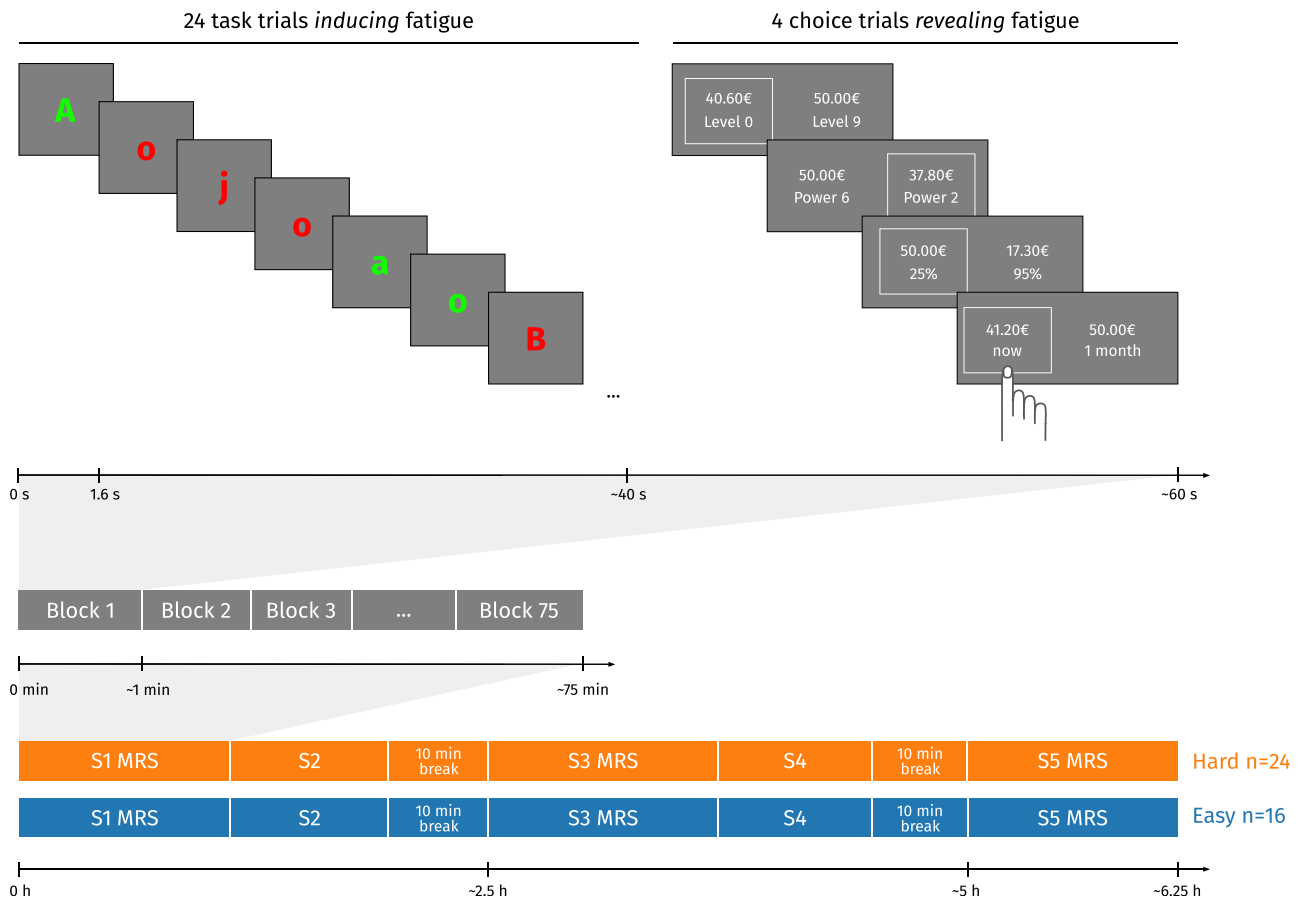 24 task trials inducing fatigue
4 choice trials revealing fatigue
A
o
j
o
a
o
B
...
40.60€
Level 0
50.00€
Level 9
50.00€
Power 6
37.80€
Power 2
50.00€
25%
17.30€
95%
41.20€
now
50.00€
1 month
0 s
1.6 s
~40 s
~60 s
Block 1
Block 2
Block 3
...
Block 75
0 min
~1 min
~75 min
S1 MRS
S2
10 min
break
S3 MRS
S4
10 min
break
S5 MRS
Hard n=24
S1 MRS
S2
10 min
break
S3 MRS
S4
10 min
break
S5 MRS
Easy n=16
0 h
~2.5 h
~5 h
~6.25 h